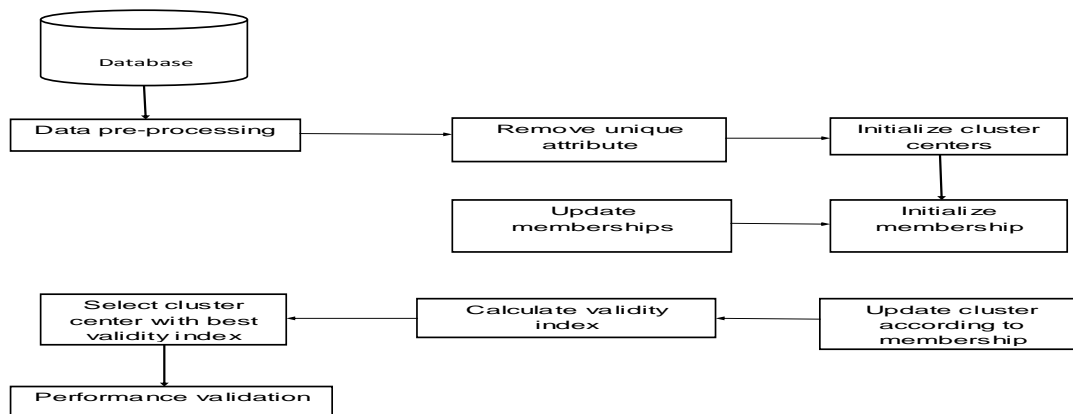 Database
Data pre-processing
Remove unique
attribute
Initialize cluster
centers
Update
memberships
Initialize
membership
Select cluster
center with best
validity index
Calculate validity
index
Update cluster
according to
membership
Performance validation